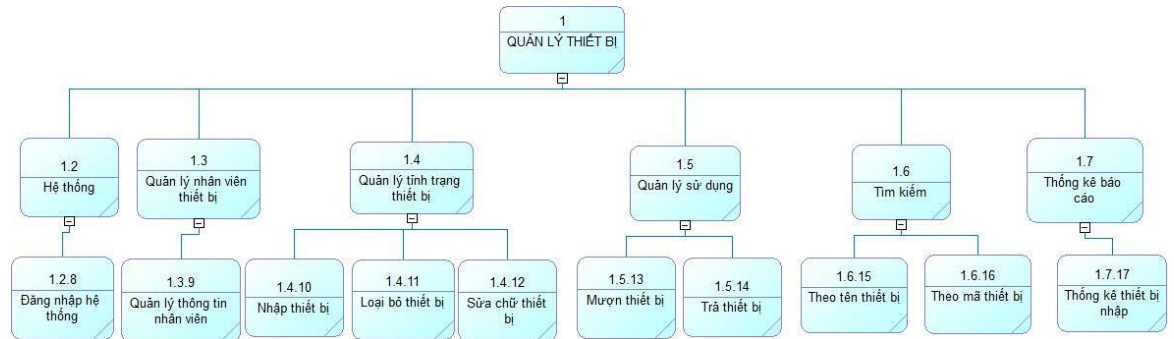 1
QUẢN LÝ THIẾT BỊ
1.2
Hệ thống
1.3
Quản lý nhân viên
thiết bị
1.4
Quản lý tình trạng
thiết bị
1.5
Quản lý sử dụng
1.6
Tìm kiếm
1.7
Thống kê báo
cáo
1.2.8
Đăng nhập hệ
thống
1.3.9
Quản lý thông tin
nhân viên
1.4.10
Nhập thiết bị
1.4.11
Loại bỏ thiết bị
1.4.12
Sửa chữ thiết
bị
1.5.13
Mượn thiết bị
1.5.14
Trả thiết bị
1.6.15
Theo tên thiết bị
1.6.16
Theo mã thiết bị
1.7.17
Thống kê thiết bị
nhập